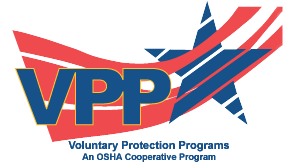 VPP
Voluntary Protection Programs
An OSHA Cooperative Program